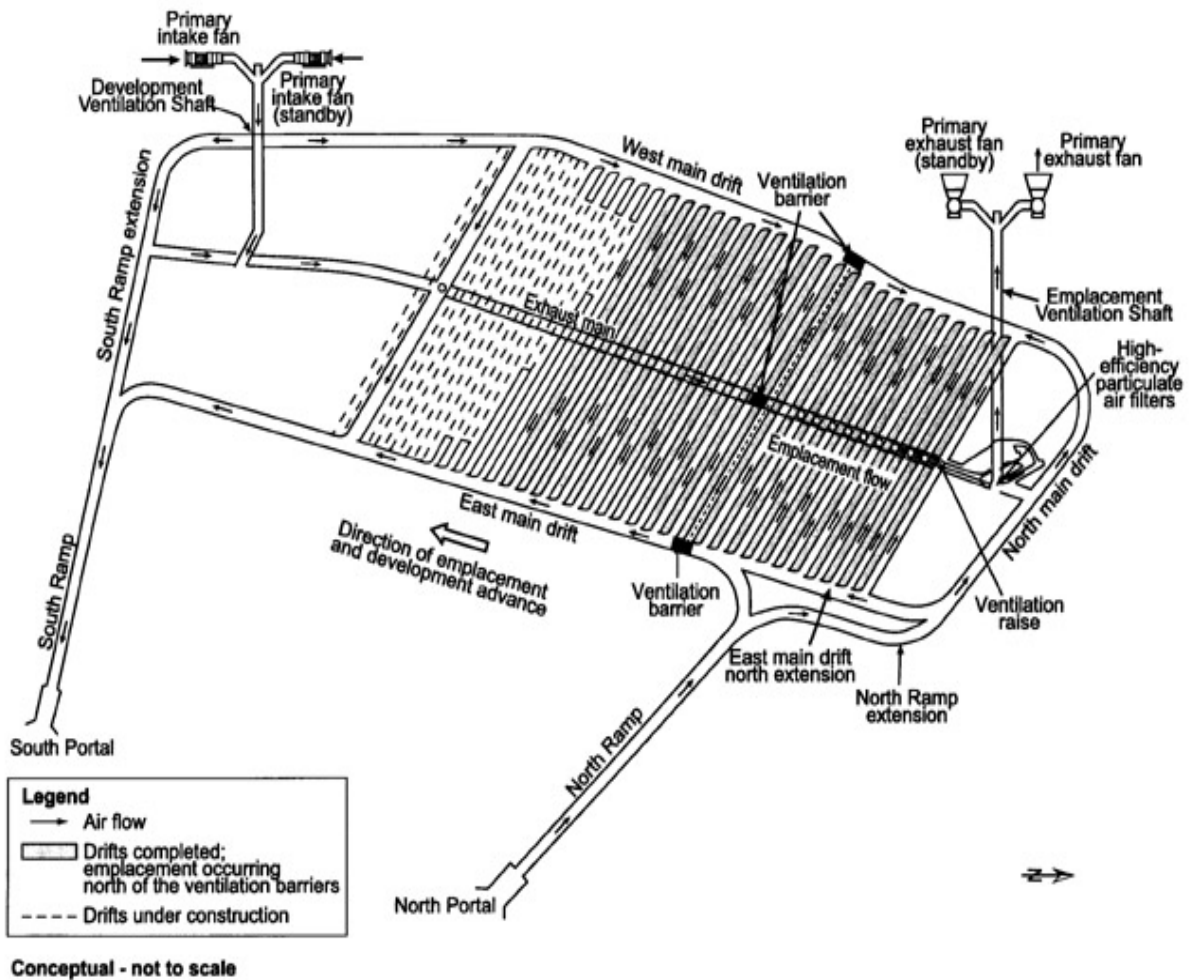 Primary
intake fan
Development
Ventilation Shaft
Primary
intake fan
(standby)
Primary
exhaust fan
(standby)
Primary
exhaust fan
West main drift
Ventilation
barrier
South Ramp extension
Emplacement
Ventilation Shaft
Exhaust main
High-
efficiency
particulate
air filters
Emplacement flow
North main drift
East main drift
Direction of emplacement
and development advance
Ventilation
barrier
Ventilation
raise
East main drift
north extension
North Ramp
extension
South Ramp
North Ramp
South Portal
North Portal
Legend
Air flow
Drifts completed;
emplacement occurring
north of the ventilation barriers
Drifts under construction
N
Conceptual - not to scale